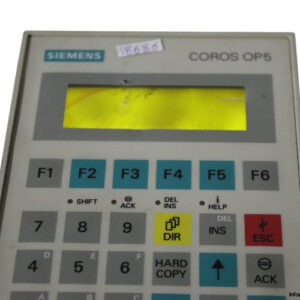 SIEMENS
18686
COROS OP5
F1 F2 F3 F4 F5 F6
SHIFT ACK DEL INS i HELP
7 8 9 DIR DEL INS ESC
D E F
4 5 6 HARD COPY ACK
A B C